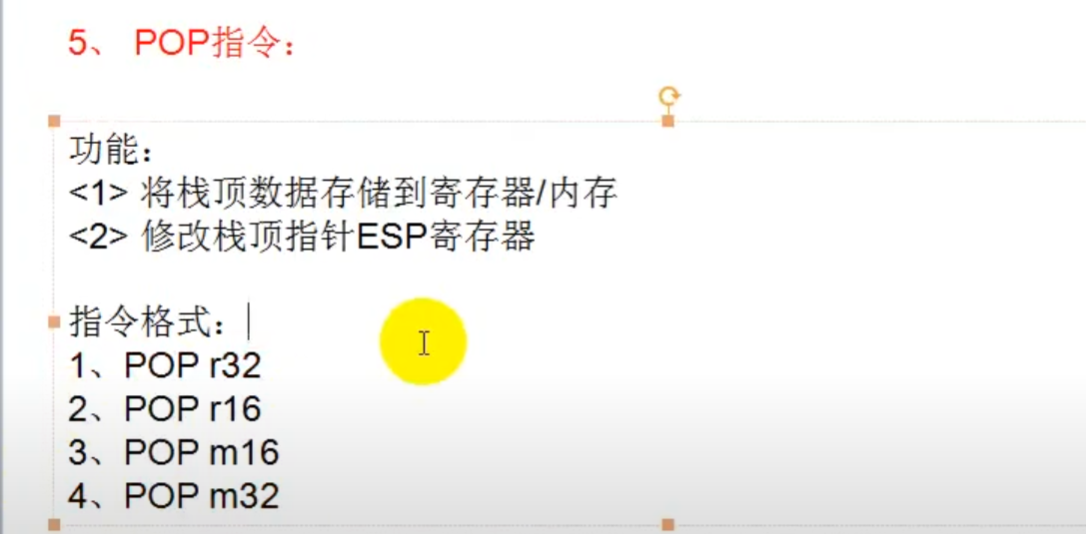 5、 POP指令：
功能：
<1> 将栈顶数据存储到寄存器/内存
<2> 修改栈顶指针ESP寄存器
指令格式：
1、POP r32
2、POP r16
3、POP m16
4、POP m32